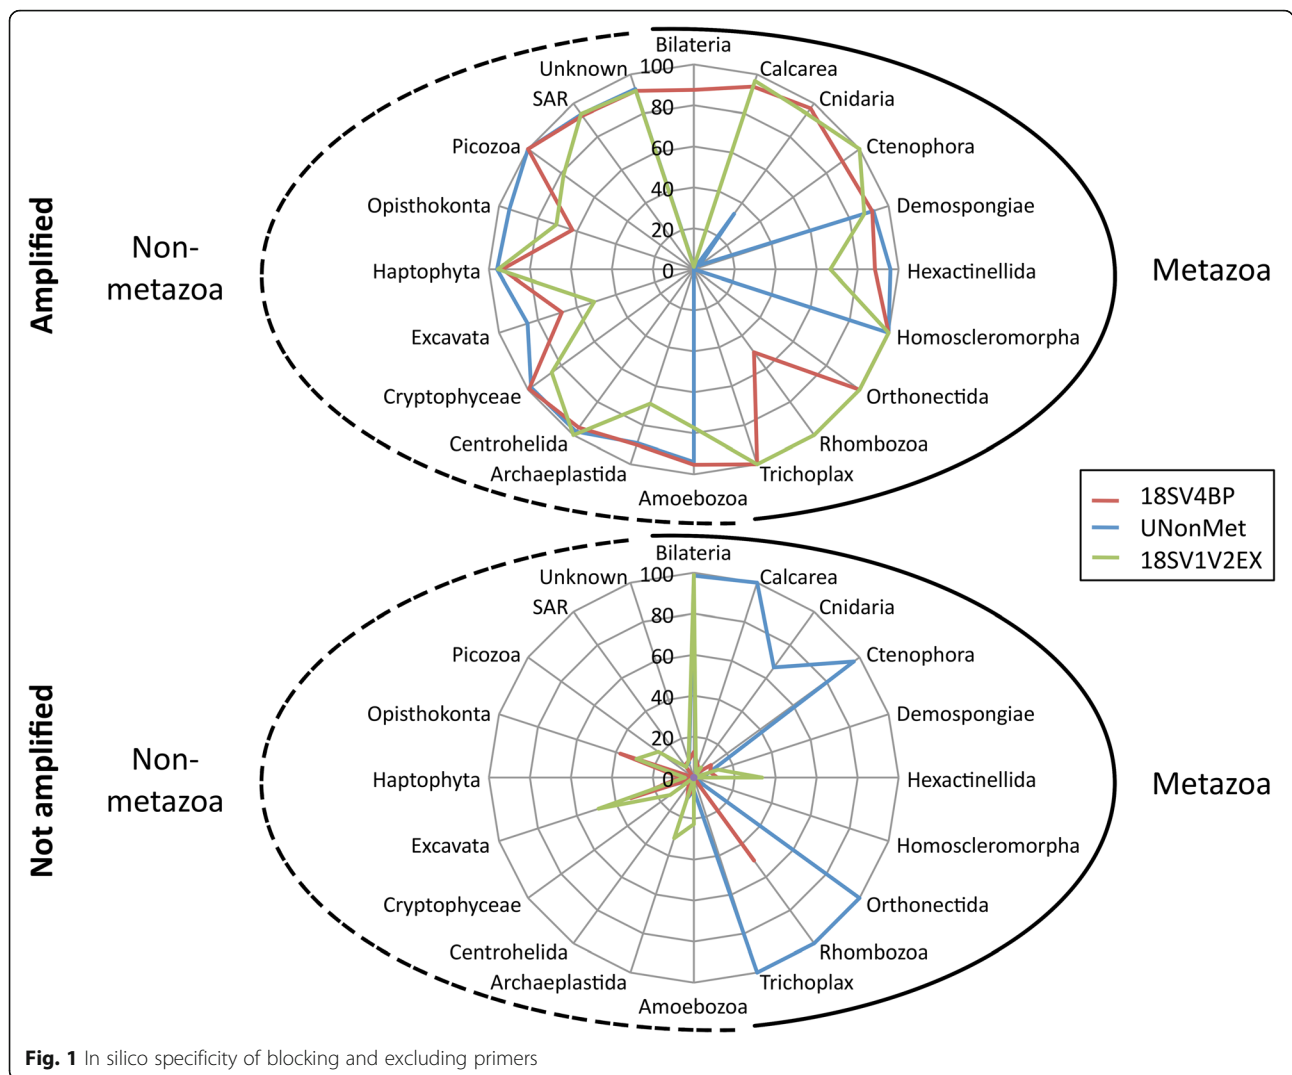 Amplified
Non-
metazoa
Metazoa
Bilateria
Calcarea
Cnidaria
Ctenophora
Demospongiae
Hexactinellida
Homoscleromorpha
Orthonectida
Rhombozoa
Trichoplax
Amoebozoa
Archaeplastida
Centrohelida
Cryptophyceae
Excavata
Haptophyta
Opisthokonta
Picozoa
SAR
Unknown
100
80
60
40
20
0
18SV4BP
UNonMet
18SV1V2EX
Not amplified
Non-
metazoa
Metazoa
Bilateria
Calcarea
Cnidaria
Ctenophora
Demospongiae
Hexactinellida
Homoscleromorpha
Orthonectida
Rhombozoa
Trichoplax
Amoebozoa
Archaeplastida
Centrohelida
Cryptophyceae
Excavata
Haptophyta
Opisthokonta
Picozoa
SAR
Unknown
100
80
60
40
20
0
Fig. 1 In silico specificity of blocking and excluding primers